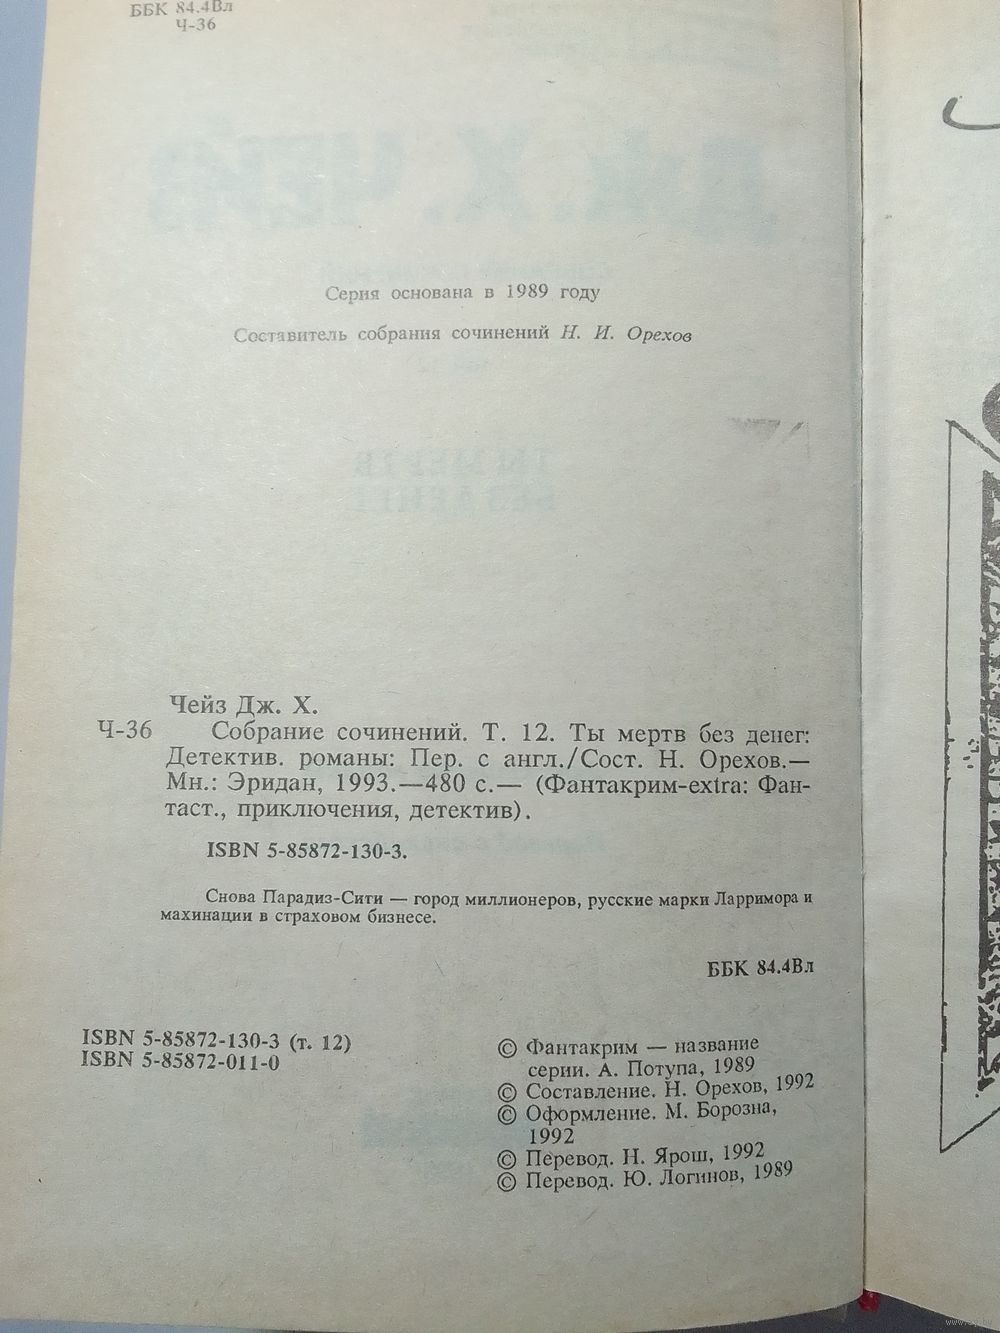 ББК 84.4Вл
Ч-36
Серия основана в 1989 году
Составитель собрания сочинений Н. И. Орехов
Чейз Дж. Х.
Ч-36 Собрание сочинений. Т. 12. Ты мертв без денег:
Детектив. романы: Пер. с англ./Сост. Н. Орехов.—
Мн.: Эридан, 1993.—480 с.— (Фантакрим-extra: Фан-
таст., приключения, детектив).
ISBN 5-85872-130-3.
Снова Парадиз-Сити — город миллионеров, русские марки Ларримора и
махинации в страховом бизнесе.
ББК 84.4Вл
ISBN 5-85872-130-3 (т. 12)
ISBN 5-85872-011-0
© Фантакрим — название
серии. А. Потупа, 1989
© Составление. Н. Орехов, 1992
© Оформление. М. Борозна,
1992
© Перевод. Н. Ярош, 1992
© Перевод. Ю. Логинов, 1989